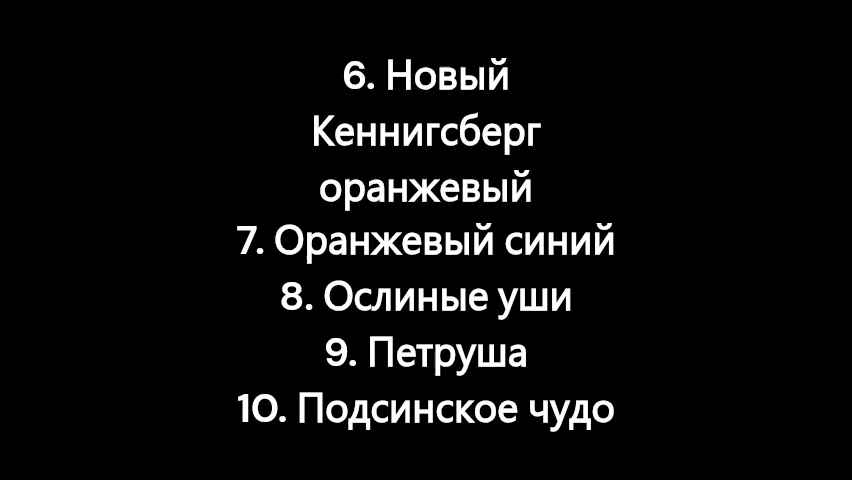 6. Новый
Кеннигсберг
оранжевый
7. Оранжевый синий
8. Ослиные уши
9. Петруша
10. Подсинское чудо